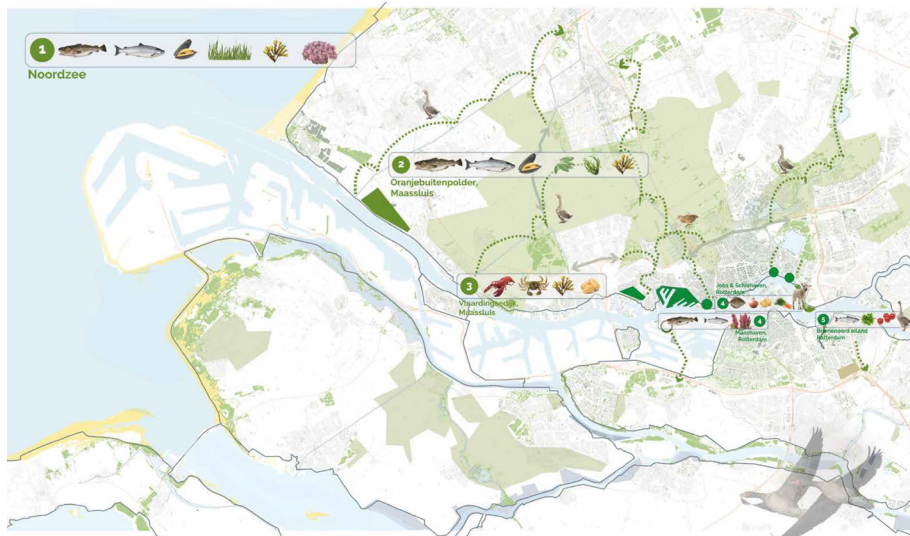 1
Noordzee
2
Oranjebuitenpolder,
Maassluis
3
Vlaardingsedijk,
Maassluis
Jobs & Schiehaven,
Rotterdam
4
4
Maashaven,
Rotterdam
5
Brienenoord eiland
Rotterdam